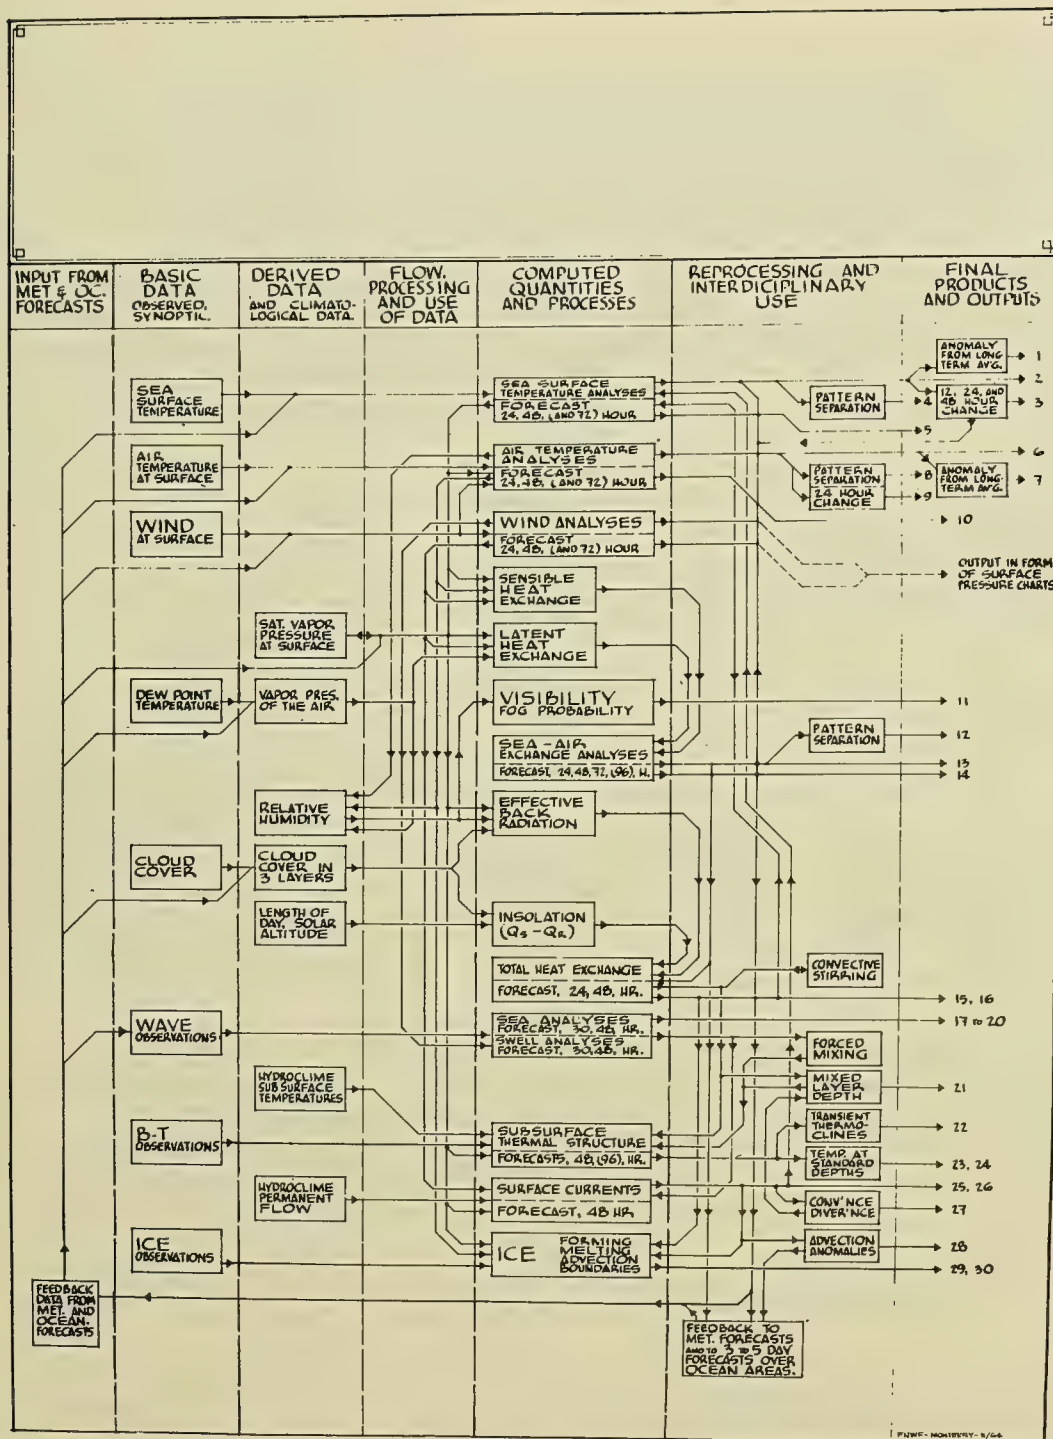 INPUT FROM
MET & OC.
FORECASTS
BASIC
DATA
OBSERVED,
SYNOPTIC.
DERIVED
DATA
AND CLIMATO-
LOGICAL DATA.
FLOW,
PROCESSING
AND USE
OF DATA
COMPUTED
QUANTITIES
AND PROCESSES
REPROCESSING AND
INTERDICIPLINARY
USE
FINAL
PRODUCTS
AND OUTPUTS
SEA
SURFACE
TEMPERATURE
SEA SURFACE
TEMPERATURE ANALYSES
FORECAST
24, 48, (AND 72) HOUR
PATTERN
SEPARATION
ANOMALY
FROM LONG
TERM AVG.
1
2
4
12, 24, AND
48 HOUR
CHANGE
3
5
6
AIR
TEMPERATURE
AT SURFACE
AIR TEMPERATURE
ANALYSES
FORECAST
24, 48, (AND 72) HOUR
PATTERN
SEPARATION
24 HOUR
CHANGE
8
9
ANOMALY
FROM LONG-
TERM AVG.
7
WIND
AT SURFACE
WIND ANALYSES
FORECAST
24, 48, (AND 72) HOUR
10
OUTPUT IN FORM
OF SURFACE
PRESSURE CHARTS
SENSIBLE
HEAT
EXCHANGE
SAT. VAPOR
PRESSURE
AT SURFACE
LATENT
HEAT
EXCHANGE
DEW POINT
TEMPERATURE
VAPOR PRES.
OF THE AIR
VISIBILITY
FOG PROBABILITY
11
SEA-AIR
EXCHANGE ANALYSES
FORECAST, 24,48,72,(96), H.
PATTERN
SEPARATION
12
13
14
RELATIVE
HUMIDITY
EFFECTIVE
BACK
RADIATION
CLOUD
COVER
CLOUD
COVER IN
3 LAYERS
LENGTH OF
DAY, SOLAR
ALTITUDE
INSOLATION
(Qs - QR)
TOTAL HEAT EXCHANGE
FORECAST, 24, 48, HR.
CONVECTIVE
STIRRING
15, 16
WAVE
OBSERVATIONS
SEA ANALYSES
FORECAST, 30,48, HR.
SWELL ANALYSES
FORECAST, 30,48, HR.
17 TO 20
FORCED
MIXING
HYDROCLIME
SUBSURFACE
TEMPERATURES
MIXED
LAYER
DEPTH
21
B-T
OBSERVATIONS
SUBSURFACE
THERMAL STRUCTURE
FORECASTS, 48,(96), HR.
TRANSIENT
THERMO-
CLINES
22
TEMP. AT
STANDARD
DEPTHS
23, 24
HYDROCLIME
PERMANENT
FLOW
SURFACE CURRENTS
FORECAST, 48 HR.
25, 26
CONV'NCE
DIVER'NCE
27
ICE
OBSERVATIONS
ICE
FORMING
MELTING
ADVECTION
BOUNDARIES
ADVECTION
ANOMALIES
28
29, 30
FEEDBACK
DATA FROM
MET. AND
OCEAN.
FORECASTS
FEEDBACK TO
MET. FORECASTS
AND TO 3 TO 5 DAY
FORECASTS OVER
OCEAN AREAS.
FNWF - MONTEREY - 8/64